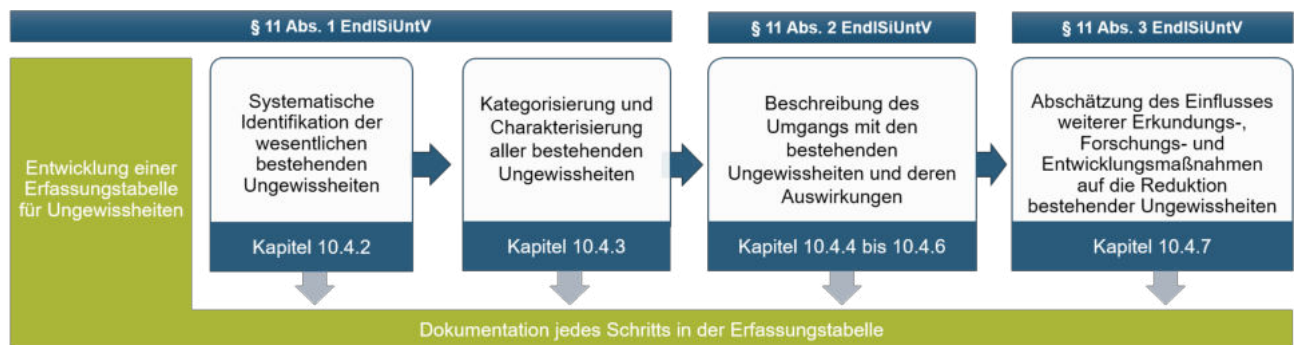 § 11 Abs. 1 EndlSiUntV
§ 11 Abs. 2 EndlSiUntV
§ 11 Abs. 3 EndlSiUntV
Entwicklung einer
Erfassungstabelle
für Ungewissheiten
Systematische
Identifikation der
wesentlichen
bestehenden
Ungewissheiten
Kapitel 10.4.2
Kategorisierung und
Charakterisierung
aller bestehenden
Ungewissheiten
Kapitel 10.4.3
Beschreibung des
Umgangs mit den
bestehenden
Ungewissheiten und deren
Auswirkungen
Kapitel 10.4.4 bis 10.4.6
Abschätzung des Einflusses
weiterer Erkundungs-,
Forschungs- und
Entwicklungsmaßnahmen
auf die Reduktion
bestehender Ungewissheiten
Kapitel 10.4.7
Dokumentation jedes Schritts in der Erfassungstabelle